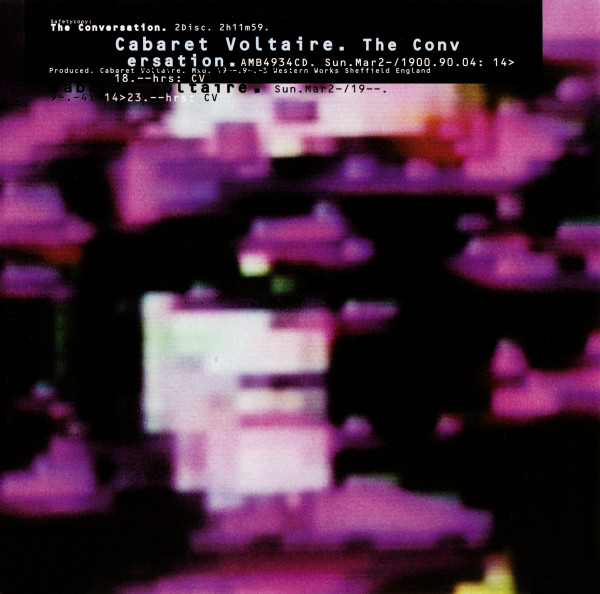 Safetycopy:
The Conversation. 2Disc. 2h11m59.
Cabaret Voltaire. The Conv
ersation. AMB4934CD. Sun.Mar2-/1900.90.04: 14>
Produced. Cabaret Voltaire. Western Works Sheffield England
18.--hrs: CV
Sun.Mar2-/19--.
14>23.--hrs: CV